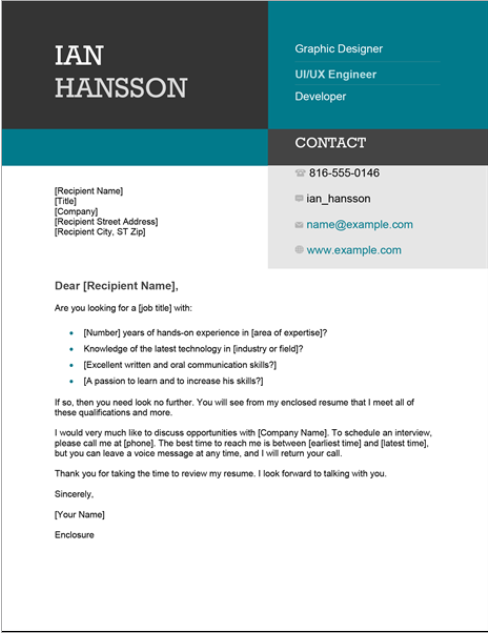 IAN
HANSSON
Graphic Designer
UI/UX Engineer
Developer
CONTACT
816-555-0146
ian_hansson
name@example.com
www.example.com
[Recipient Name]
[Title]
[Company]
[Recipient Street Address]
[Recipient City, ST Zip]
Dear [Recipient Name],
Are you looking for a [job title] with:
• [Number] years of hands-on experience in [area of expertise]?
• Knowledge of the latest technology in [industry or field]?
• [Excellent written and oral communication skills?]
• [A passion to learn and to increase his skills?]
If so, then you need look no further. You will see from my enclosed resume that I meet all of
these qualifications and more.
I would very much like to discuss opportunities with [Company Name]. To schedule an interview,
please call me at [phone]. The best time to reach me is between [earliest time] and [latest time],
but you can leave a voice message at any time, and I will return your call.
Thank you for taking the time to review my resume. I look forward to talking with you.
Sincerely,
[Your Name]
Enclosure